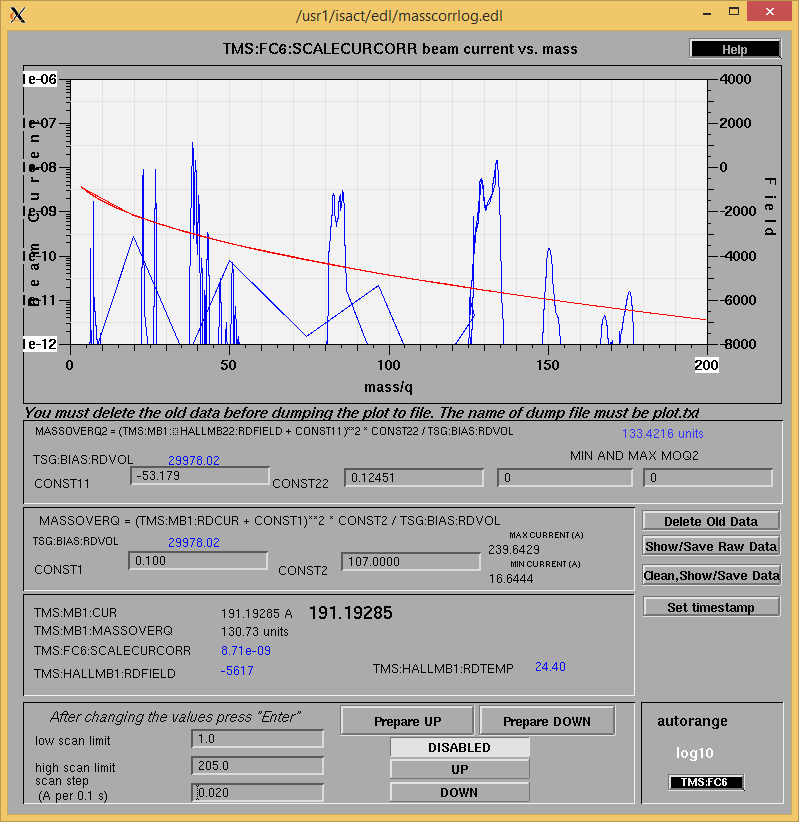 /usr1/isact/edl/masscorrlog.edl
TMS:FC6:SCALECURCORR beam current vs. mass
Help
Beam Current
1e-06
1e-07
1e-08
1e-09
1e-10
1e-11
1e-12
4000
2000
0
-2000
-4000
-6000
-8000
Field
0 50 100 150 200
mass/q
You must delete the old data before dumping the plot to file. The name of dump file must be plot.txt
MASSOVERQ2 = (TMS:MB1:□HALLMB22:RDFIELD + CONST11)**2 * CONST22 / TSG:BIAS:RDVOL 133.4216 units
TSG:BIAS:RDVOL 29978.02 MIN AND MAX MOQ2
CONST11 -53.179 CONST22 0.12451 0 0
MASSOVERQ = (TMS:MB1:RDCUR + CONST1)**2 * CONST2 / TSG:BIAS:RDVOL
TSG:BIAS:RDVOL 29978.02 MAX CURRENT (A)
239.6429
CONST1 0.100 CONST2 107.0000 MIN CURRENT (A)
16.6444
Delete Old Data
Show/Save Raw Data
Clean,Show/Save Data
Set timestamp
TMS:MB1:CUR 191.19285 A 191.19285
TMS:MB1:MASSOVERQ 130.73 units
TMS:FC6:SCALECURCORR 8.71e-09
TMS:HALLMB1:RDFIELD -5617 TMS:HALLMB1:RDTEMP 24.40
After changing the values press "Enter"
low scan limit 1.0
high scan limit 205.0
scan step
(A per 0.1 s) 0.020
Prepare UP Prepare DOWN
DISABLED
UP
DOWN
autorange
log10
TMS:FC6